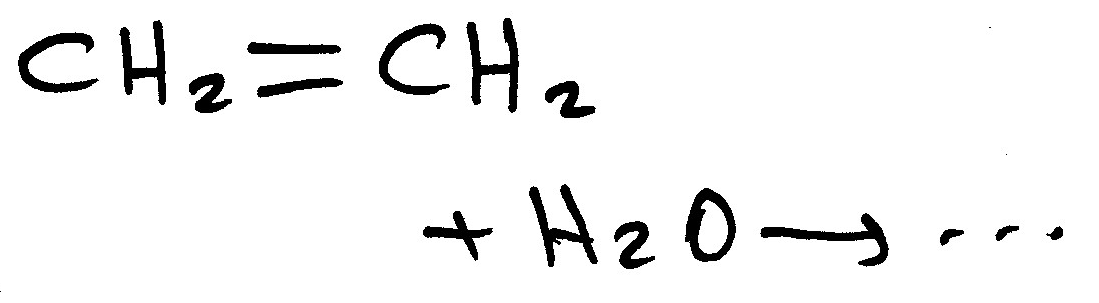 CH₂=CH₂
+ H₂O → ...